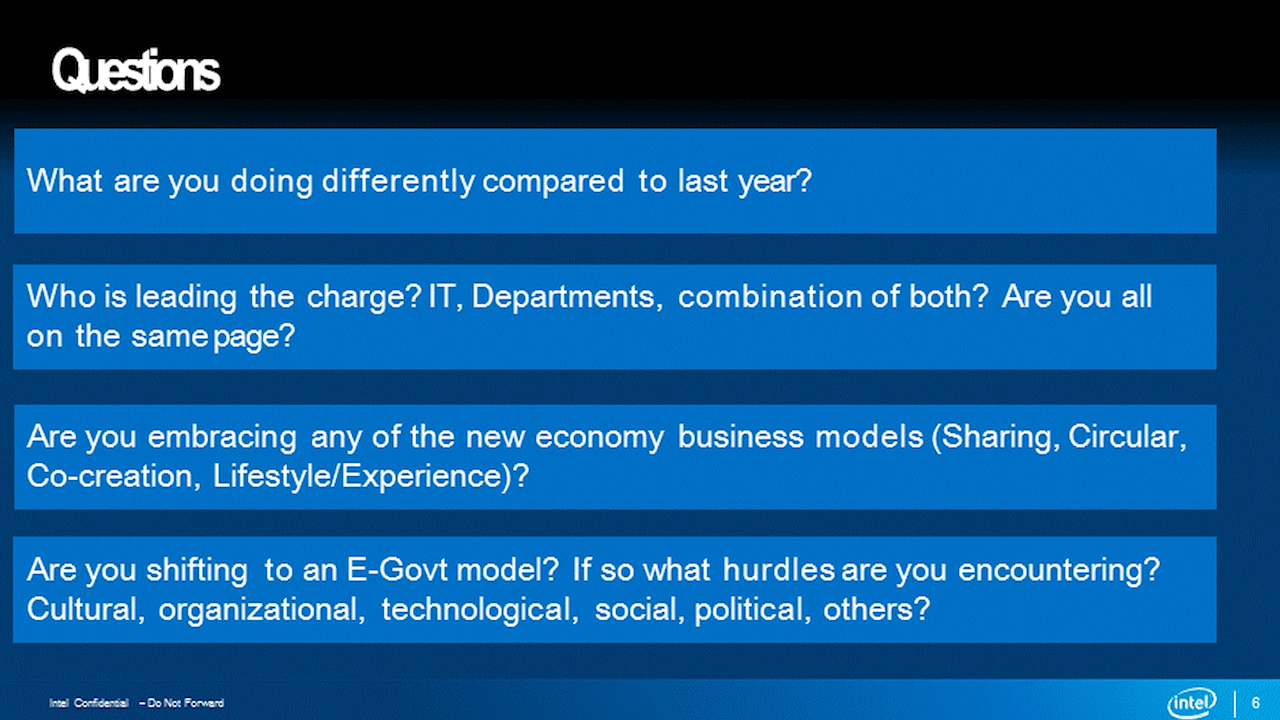 Questions
What are you doing differently compared to last year?
Who is leading the charge? IT, Departments, combination of both? Are you all
on the same page?
Are you embracing any of the new economy business models (Sharing, Circular,
Co-creation, Lifestyle/Experience)?
Are you shifting to an E-Govt model? If so what hurdles are you encountering?
Cultural, organizational, technological, social, political, others?
Intel Confidential – Do Not Forward
intel
6